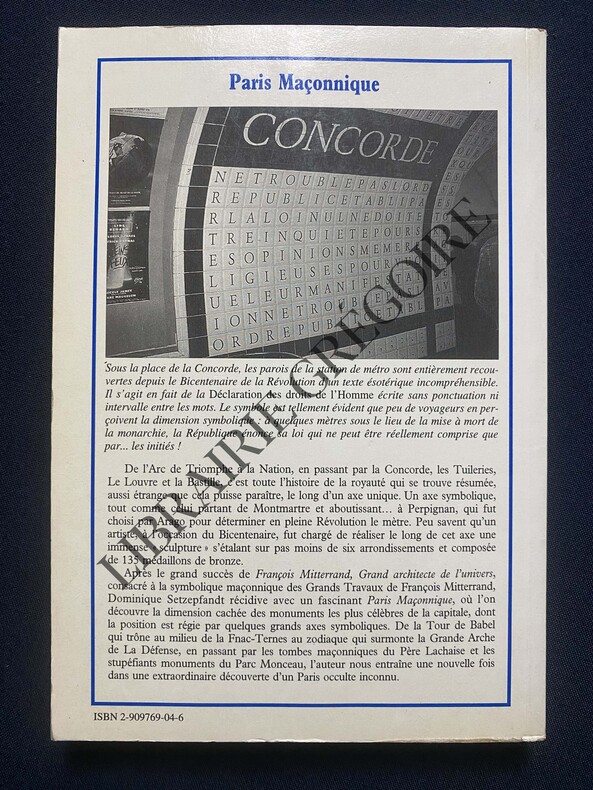 Paris Maçonnique
CONCORDE
NETROUBLEPASLORD
REPUBLICETABLIPA
RLALOINULNEDOITE
TREINQUIETEPOURS
ESOPINIONSMEMERE
LIGIEUSESPOUR
UELEURMANIFESTAT
IONNETROUBLEPASL
ORDREPUBLICETABL
Sous la place de la Concorde, les parois de la station de métro sont entièrement recou-
vertes depuis le Bicentenaire de la Révolution d'un texte ésotérique incompréhensible.
Il s'agit en fait de la Déclaration des droits de l'Homme écrite sans ponctuation ni
intervalle entre les mots. Le symbole est tellement évident que peu de voyageurs en per-
çoivent la dimension symbolique : à quelques mètres sous le lieu de la mise à mort de
la monarchie, la République énonce sa loi qui ne peut être réellement comprise que
par... les initiés !
De l'Arc de Triomphe à la Nation, en passant par la Concorde, les Tuileries,
Le Louvre et la Bastille, c'est toute l'histoire de la royauté qui se trouve résumée,
aussi étrange que cela puisse paraître, le long d'un axe unique. Un axe symbolique,
tout comme celui partant de Montmartre et aboutissant... à Perpignan, qui fut
choisi par Arago pour déterminer en pleine Révolution le mètre. Peu savent qu'un
artiste, à l'occasion du Bicentenaire, fut chargé de réaliser le long de cet axe une
immense « sculpture » s'étalant sur pas moins de six arrondissements et composée
de 135 médaillons de bronze.
Après le grand succès de François Mitterrand, Grand architecte de l'univers,
consacré à la symbolique maçonnique des Grands Travaux de François Mitterrand,
Dominique Setzepfandt récidive avec un fascinant Paris Maçonnique, où l'on
découvre la dimension cachée des monuments les plus célèbres de la capitale, dont
la position est régie par quelques grands axes symboliques. De la Tour de Babel
qui trône au milieu de la Fnac-Ternes au zodiaque qui surmonte la Grande Arche
de La Défense, en passant par les tombes maçonniques du Père Lachaise et les
stupéfiants monuments du Parc Monceau, l'auteur nous entraîne une nouvelle fois
dans une extraordinaire découverte d'un Paris occulte inconnu.
ISBN 2-909769-04-6
LIBRAIRIE GRÉGOIRE